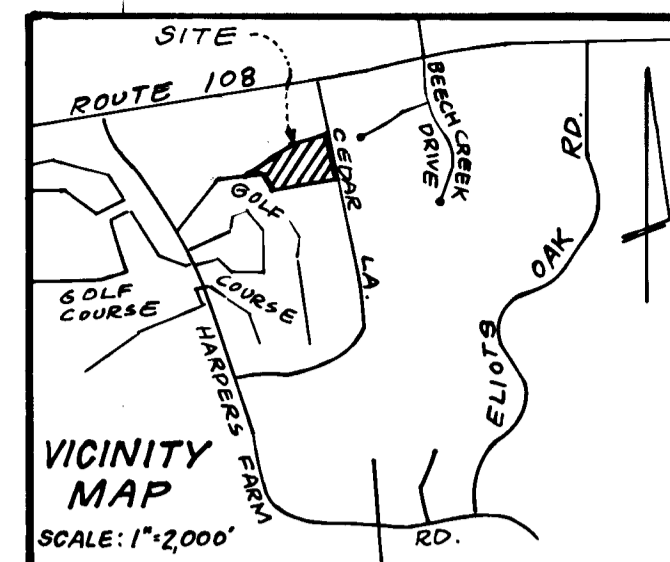 SITE
ROUTE 108
BEECH CREEK
DRIVE
CEDAR LA.
GOLF
COURSE
GOLF
COURSE
HARPERS FARM RD.
ELIOTS OAK RD.
VICINITY
MAP
SCALE: 1"=2,000'